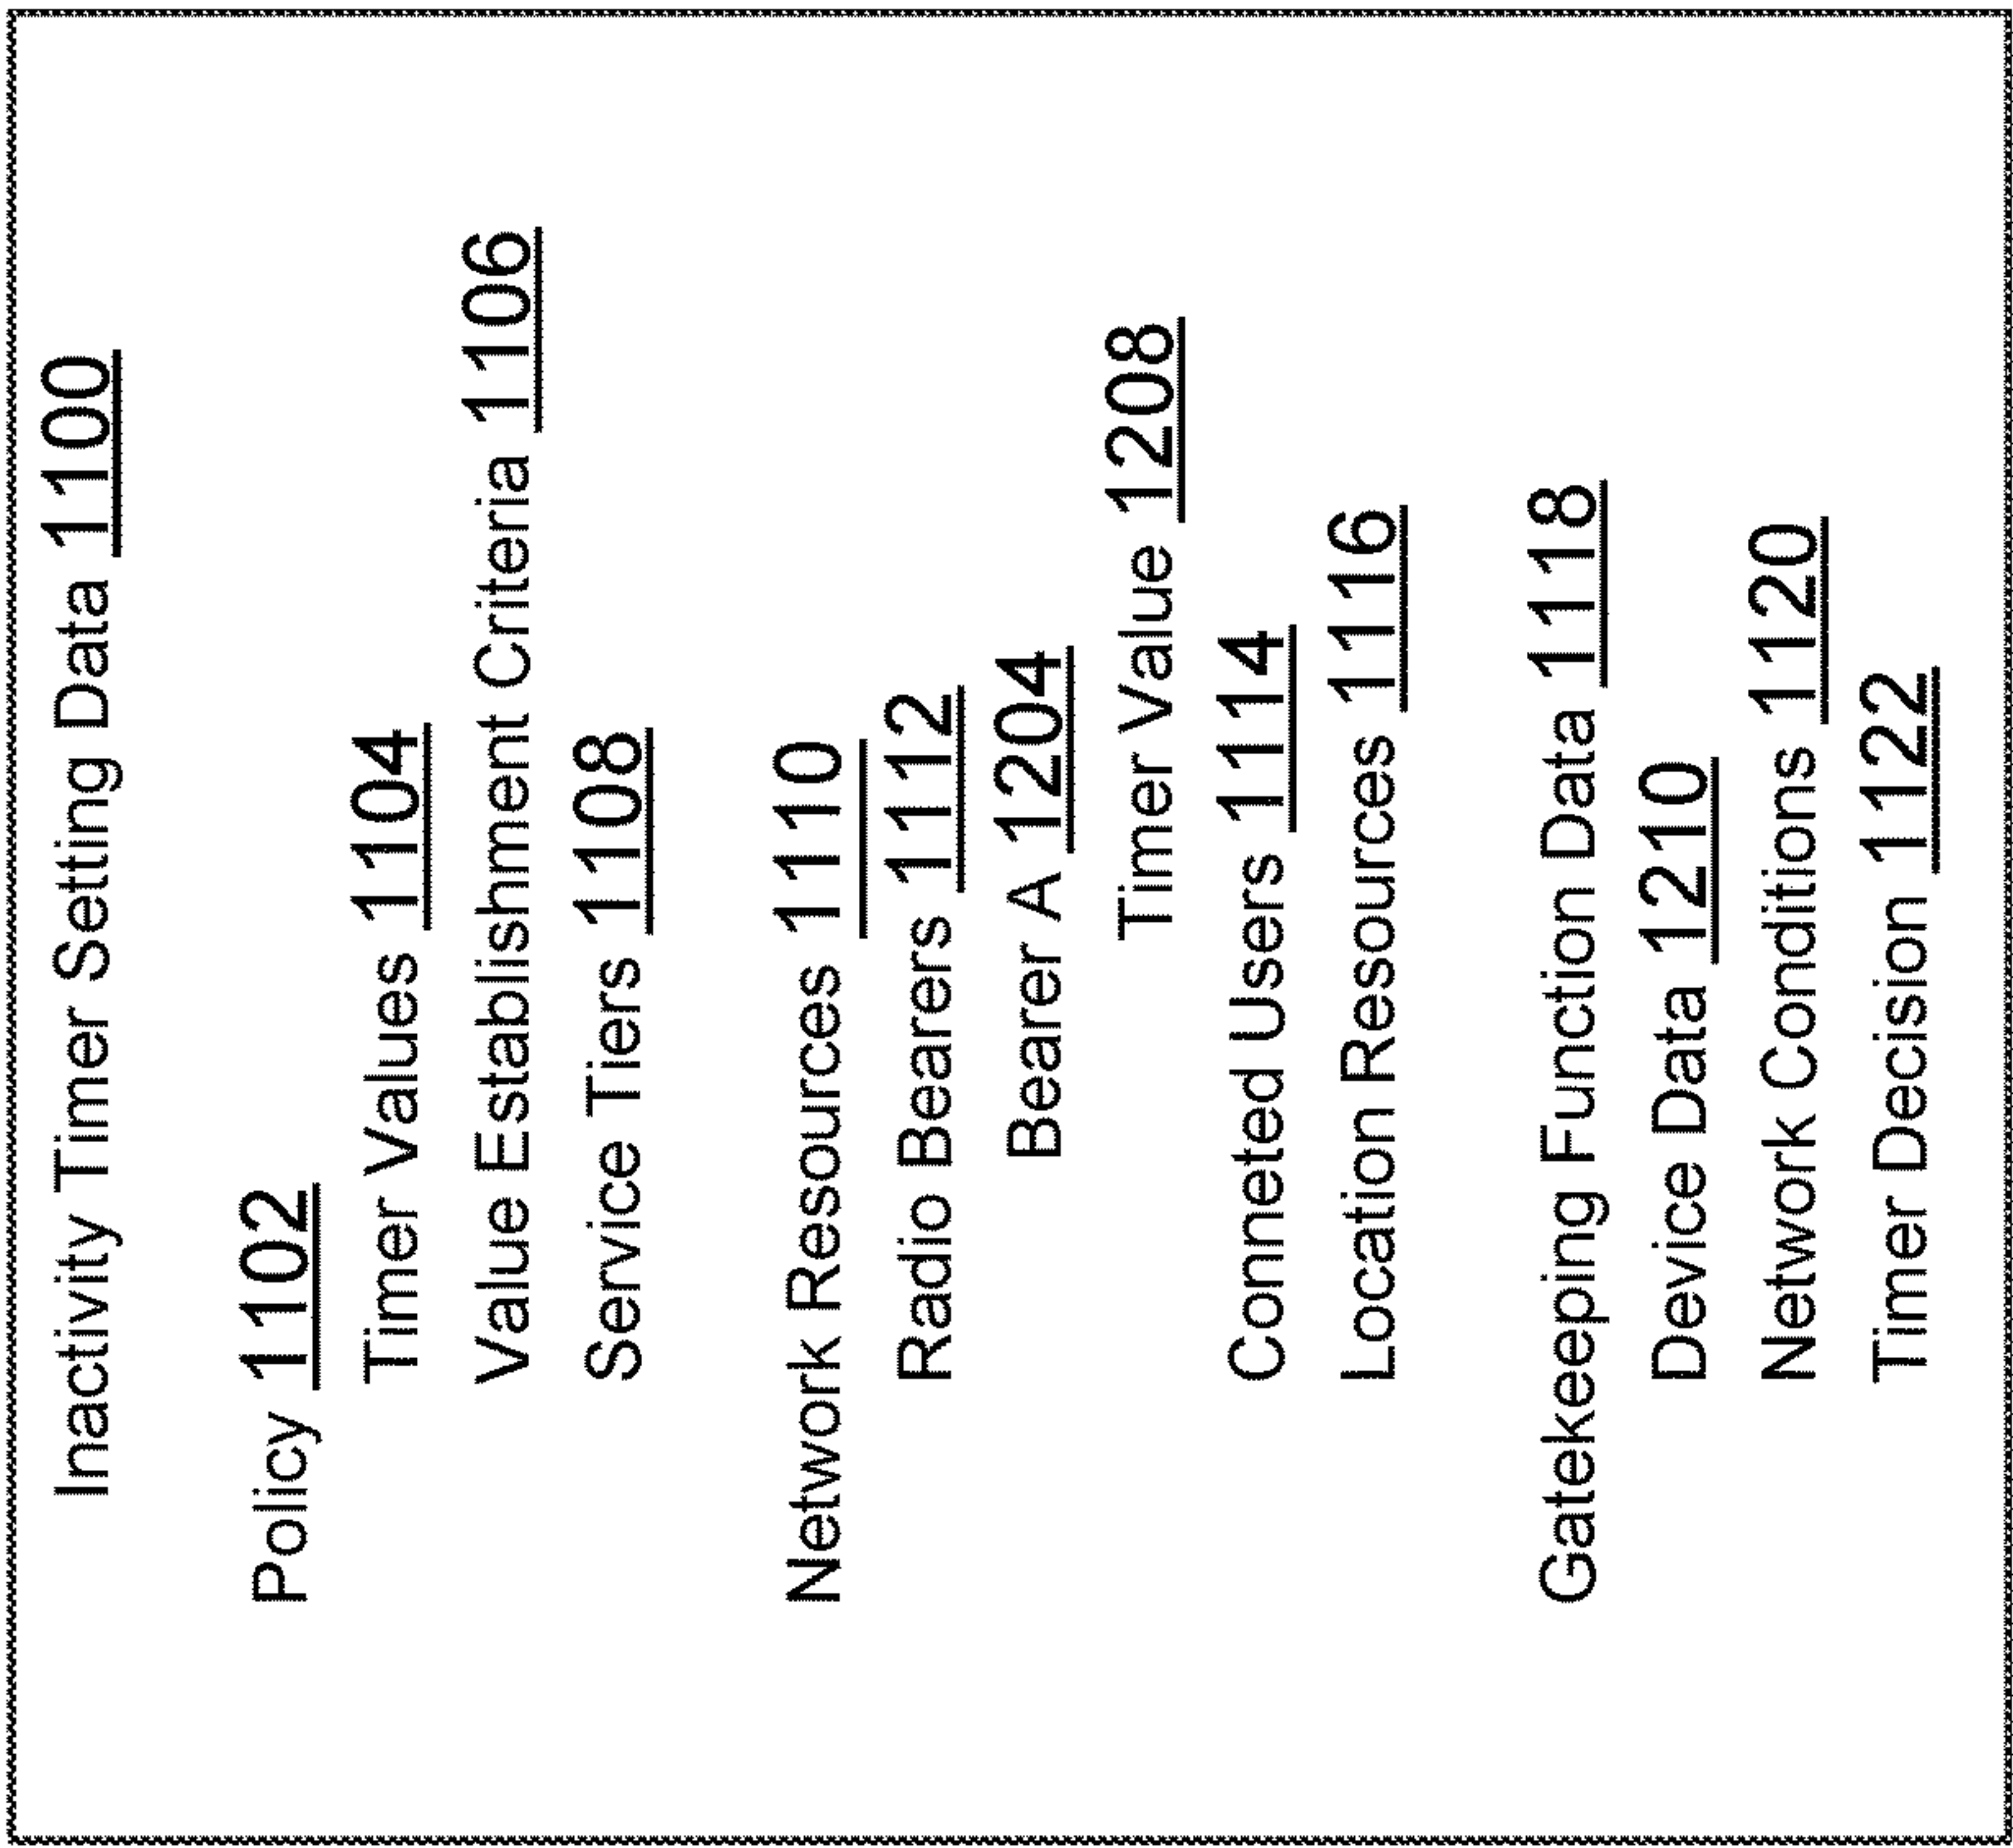 Inactivity Timer Setting Data 1100
Policy 1102
Timer Values 1104
Value Establishment Criteria 1106
Service Tiers 1108
Network Resources 1110
Radio Bearers 1112
Bearer A 1204
Timer Value 1208
Conneted Users 1114
Location Resources 1116
Gatekeeping Function Data 1118
Device Data 1210
Network Conditions 1120
Timer Decision 1122